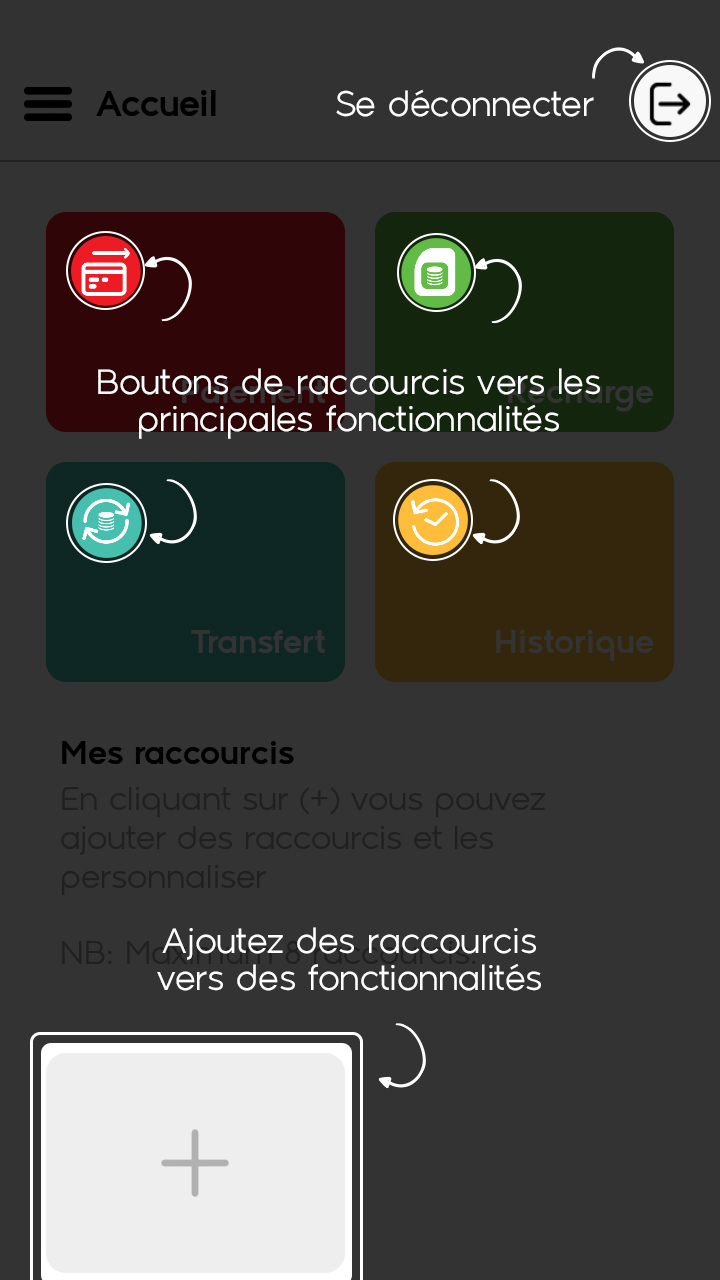 Accueil
Se déconnecter
Paiement
Recharge
Boutons de raccourcis vers les
principales fonctionnalités
Transfert
Historique
Mes raccourcis
En cliquant sur (+) vous pouvez
ajouter des raccourcis et les
personnaliser
NB: Maximum 8 raccourcis.
Ajoutez des raccourcis
vers des fonctionnalités